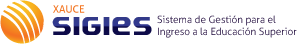 XAUCE
SIGIES
Sistema de Gestión para el
Ingreso a la Educación Superior